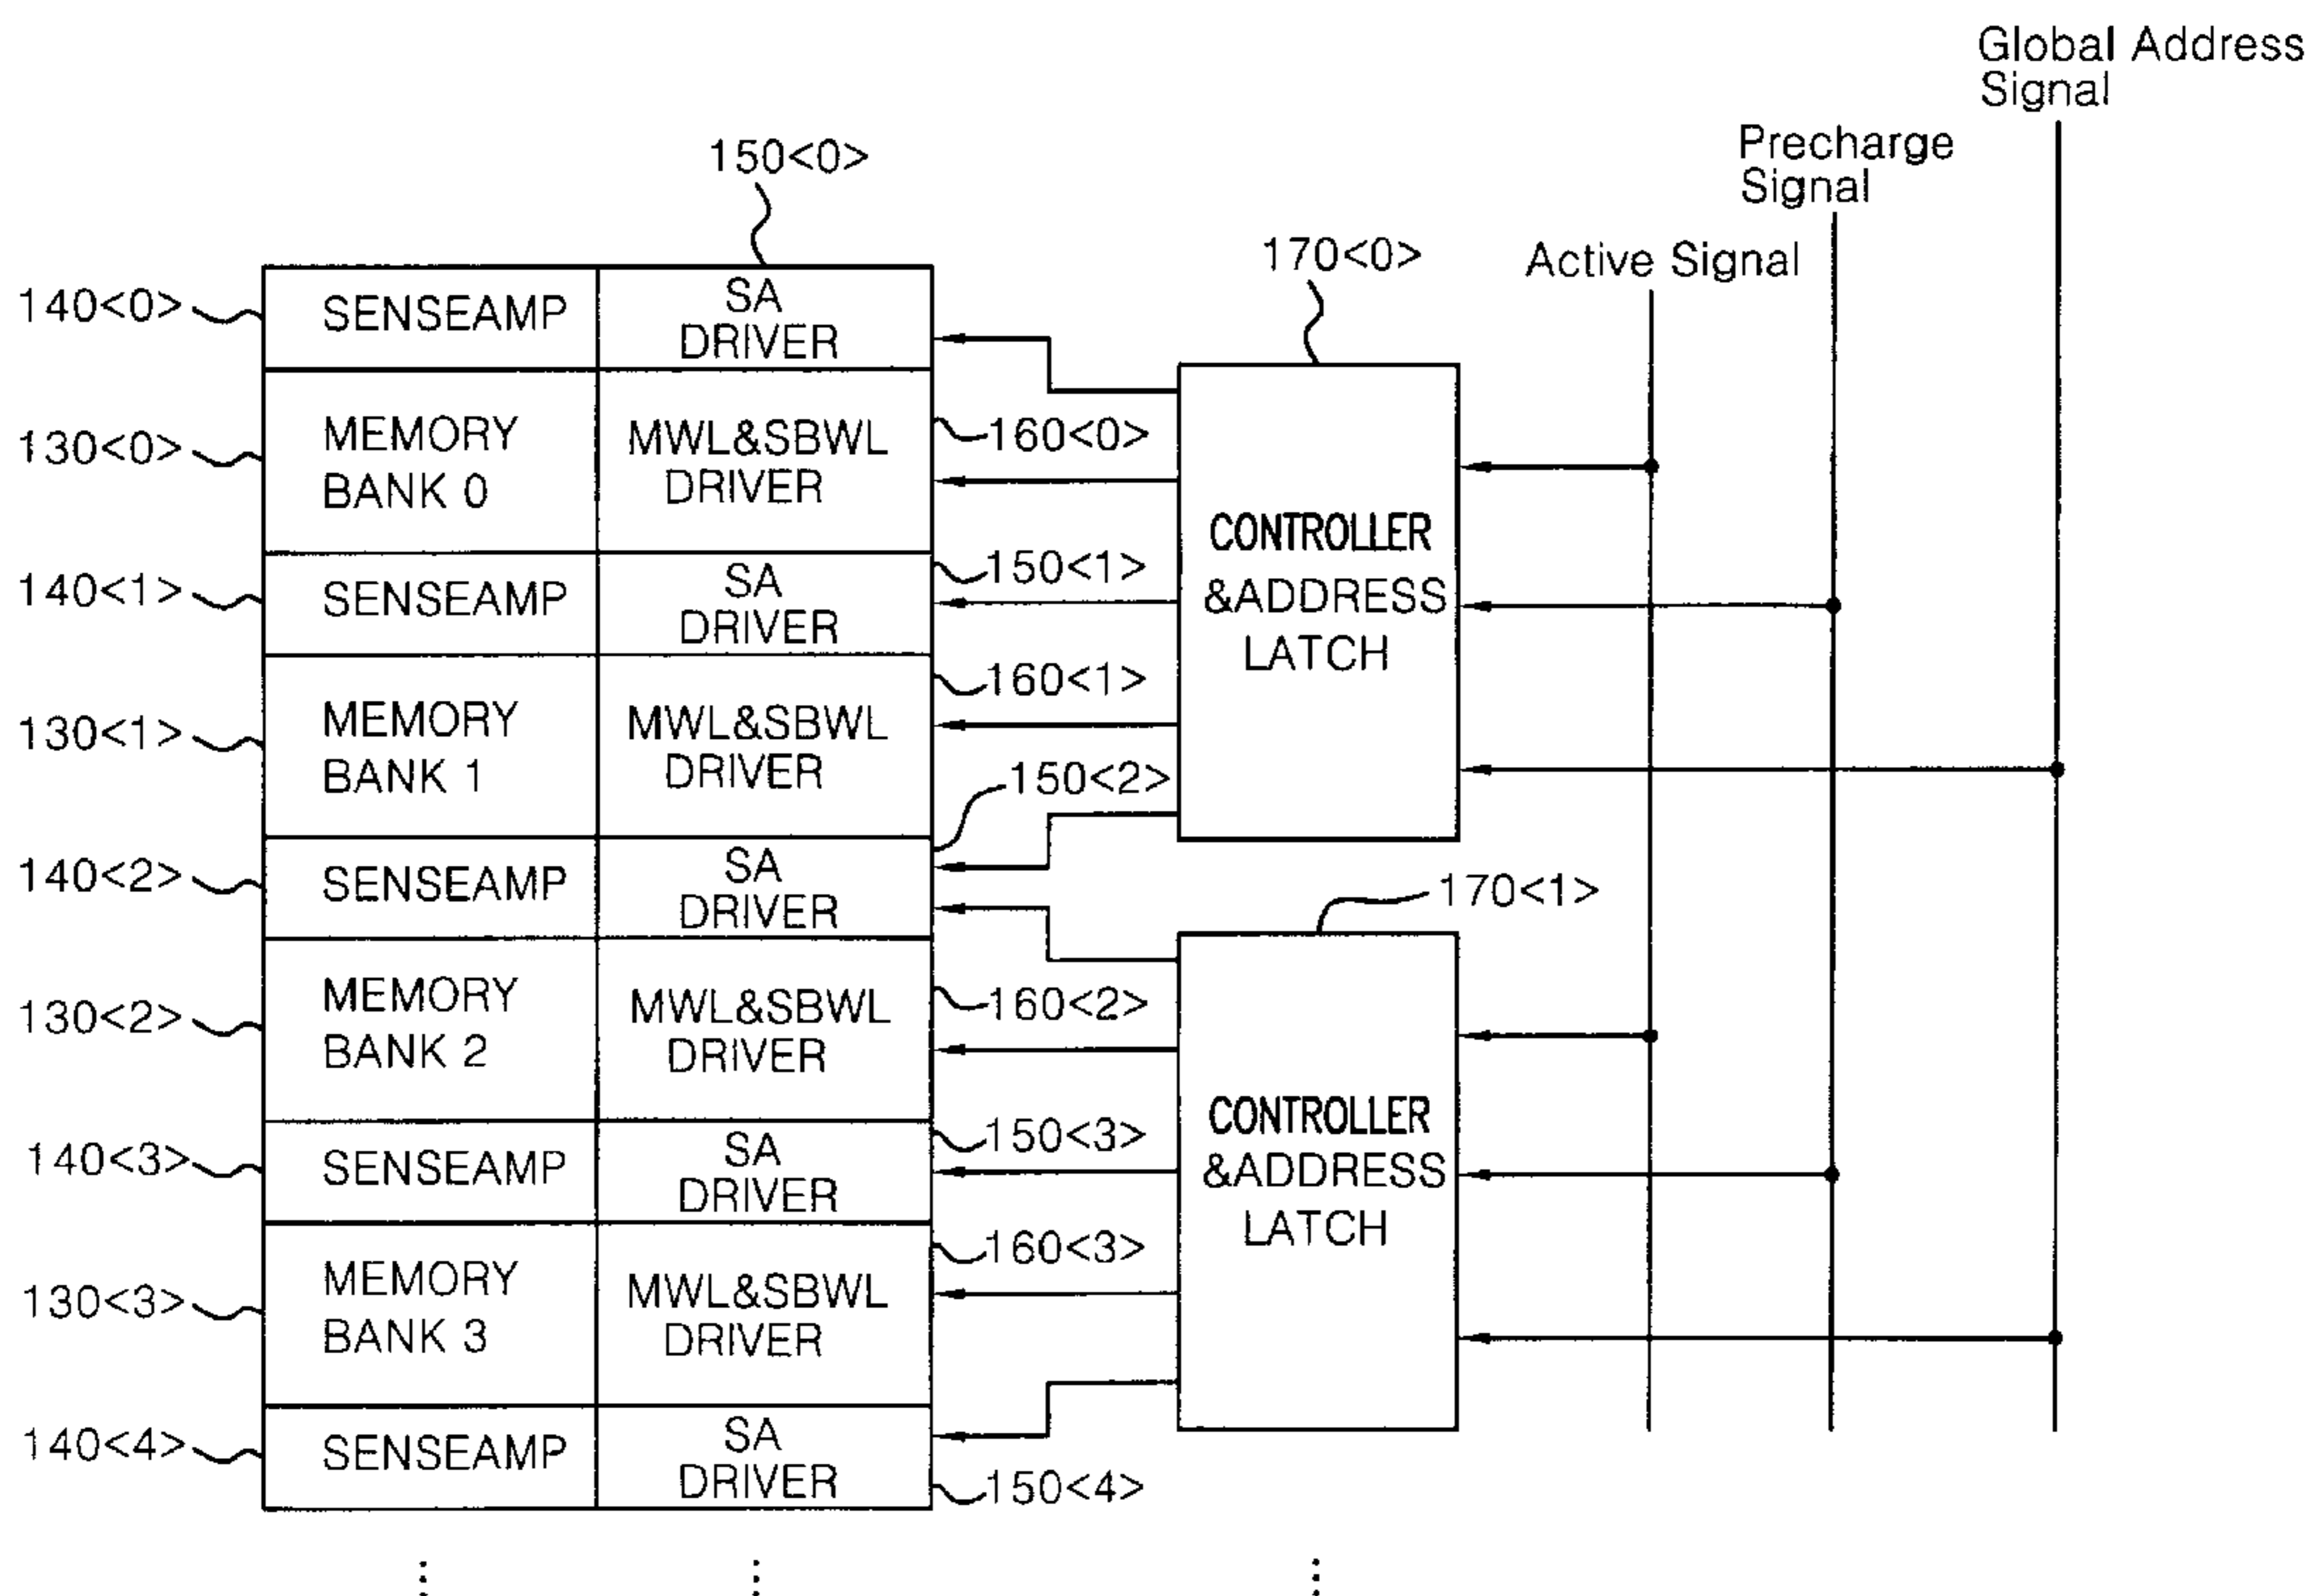 Global Address
Signal
Precharge
Signal
150<0>
170<0>
Active Signal
140<0>
SENSEAMP
SA
DRIVER
130<0>
MEMORY
BANK 0
MWL&SBWL
DRIVER
160<0>
CONTROLLER
&ADDRESS
LATCH
140<1>
SENSEAMP
SA
DRIVER
150<1>
130<1>
MEMORY
BANK 1
MWL&SBWL
DRIVER
160<1>
150<2>
140<2>
SENSEAMP
SA
DRIVER
170<1>
130<2>
MEMORY
BANK 2
MWL&SBWL
DRIVER
160<2>
CONTROLLER
&ADDRESS
LATCH
140<3>
SENSEAMP
SA
DRIVER
150<3>
130<3>
MEMORY
BANK 3
MWL&SBWL
DRIVER
160<3>
140<4>
SENSEAMP
SA
DRIVER
150<4>